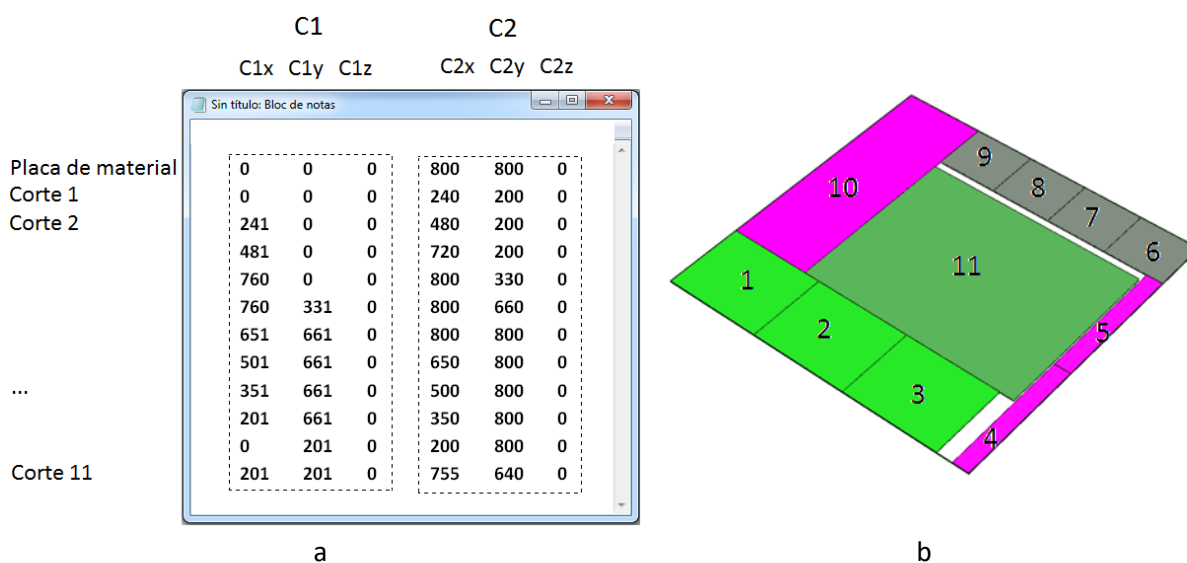 C1 C2
C1x C1y C1z C2x C2y C2z
Sin título: Bloc de notas
Placa de material 0 0 0 800 800 0
Corte 1 0 0 0 240 200 0
Corte 2 241 0 0 480 200 0
481 0 0 720 200 0
760 0 0 800 330 0
760 331 0 800 660 0
651 661 0 800 800 0
501 661 0 650 800 0
... 351 661 0 500 800 0
201 661 0 350 800 0
0 201 0 200 800 0
Corte 11 201 201 0 755 640 0
a
9
8
10
7
6
11
1
2
5
3
4
b